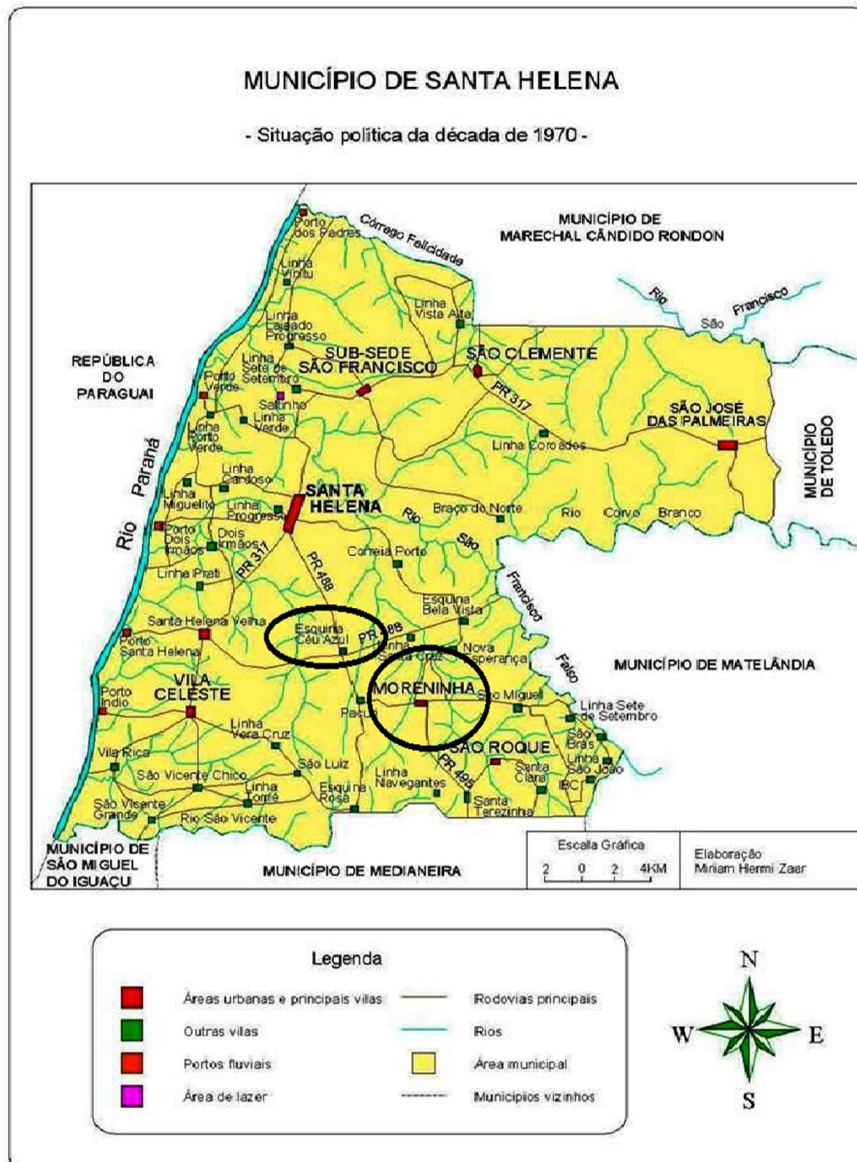 MUNICÍPIO DE SANTA HELENA
- Situação política da década de 1970 -
MUNICÍPIO DE
MARECHAL CÂNDIDO RONDON
Porto
dos Padres
Córrego Felicidade
Linha
Vista Alta
Rio
São
Francisco
Linha
Lajeado
Progresso
REPÚBLICA
DO
PARAGUAI
SUB-SEDE
SÃO FRANCISCO
SÃO CLEMENTE
Linha
Sete de
Setembro
Porto
Verde
Saltinho
Linha
Verde
Linha
Porto
Verde
PR 317
SÃO JOSÉ
DAS PALMEIRAS
Linha Coroados
MUNICÍPIO
DE TOLEDO
Rio Paraná
Linha
Cardoso
Linha
Miguelito
SANTA
HELENA
Linha
Progresso
Braço do Norte
Rio Corvo Branco
Porto
Dois
Irmãos
Dois
Irmãos
PR 317
PR 488
Rio
São
Francisco
Falso
Correia Porto
Linha Prati
Esquina
Bela Vista
Santa Helena Velha
Esquina
Céu Azul
PR 488
Porto
Santa Helena
Linha
Santa Cruz
Nova
Esperança
MUNICÍPIO DE MATELÂNDIA
VILA
CELESTE
MORENINHA
Porto
Índio
Pacuri
São Miguel
Linha Sete
de Setembro
Linha
Vera Cruz
SÃO ROQUE
São
Brás
Vila Rica
São Luiz
Linha
Navegantes
PR 495
Santa
Clara
Linha
São João
IBC
São Vicente Chico
Linha
Tomfé
Esquina
Rosa
São Vicente
Grande
Rio São Vicente
Santa
Terezinha
MUNICÍPIO DE
SÃO MIGUEL
DO IGUAÇU
MUNICÍPIO DE MEDIANEIRA
Escala Gráfica
2 0 2 4KM
Elaboração
Miriam Hermi Zaar
Legenda
Áreas urbanas e principais vilas
Rodovias principais
Outras vilas
Rios
Portos fluviais
Área municipal
Área de lazer
Municípios vizinhos
N
W
E
S